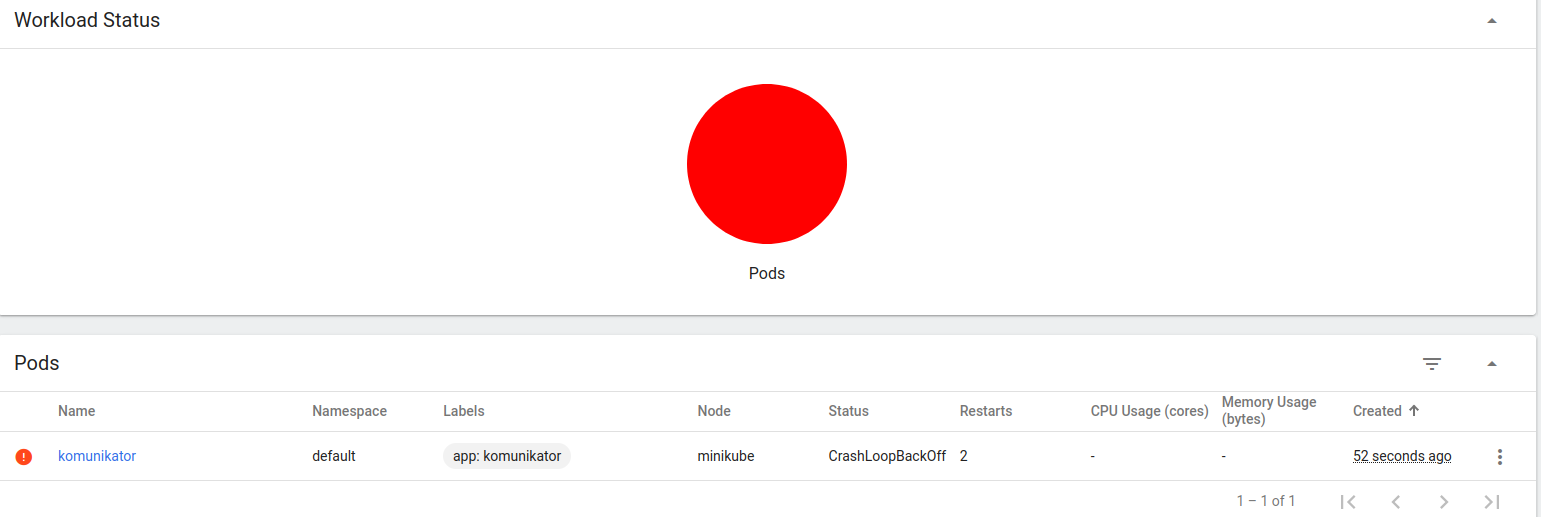 Workload Status
Pods
Pods
Name Namespace Labels Node Status Restarts CPU Usage (cores) Memory Usage (bytes) Created
komunikator default app: komunikator minikube CrashLoopBackOff 2 - - 52 seconds ago
1 – 1 of 1